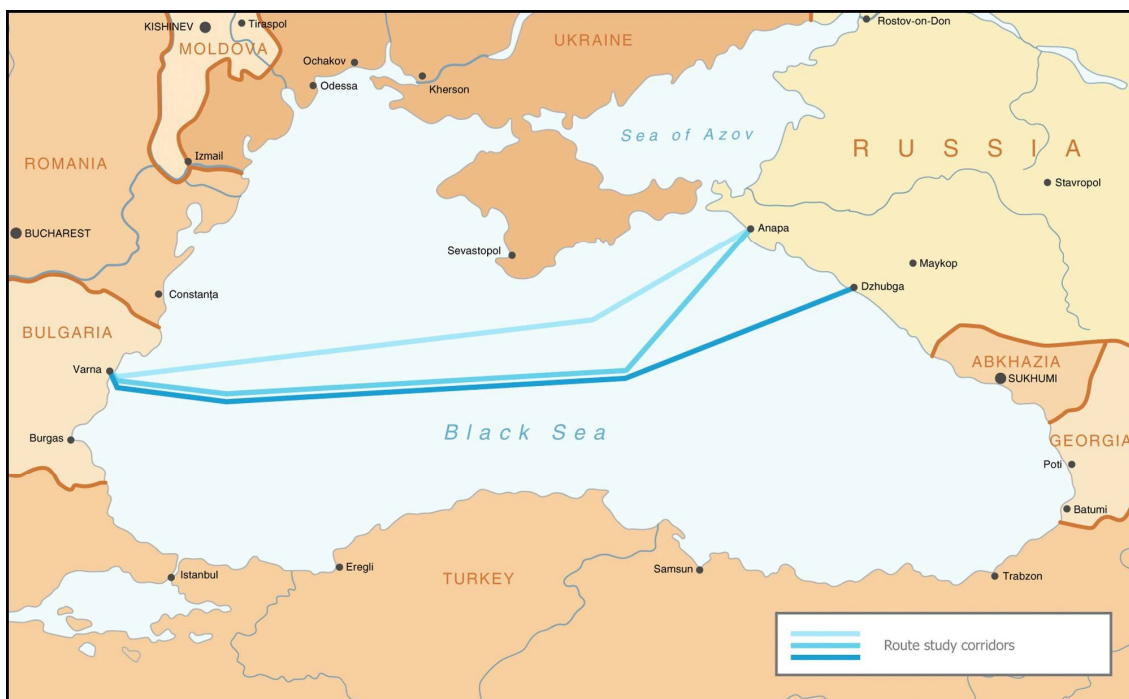 Rostov-on-Don
KISHINEV
Tiraspol
MOLDOVA
UKRAINE
Ochakov
Odessa
Kherson
Sea of Azov
RUSSIA
Izmail
ROMANIA
Stavropol
BUCHAREST
Anapa
Sevastopol
Maykop
Dzhubga
Constanța
BULGARIA
ABKHAZIA
Varna
SUKHUMI
Black Sea
Burgas
GEORGIA
Poti
Batumi
Istanbul
Eregli
TURKEY
Samsun
Trabzon
Route study corridors